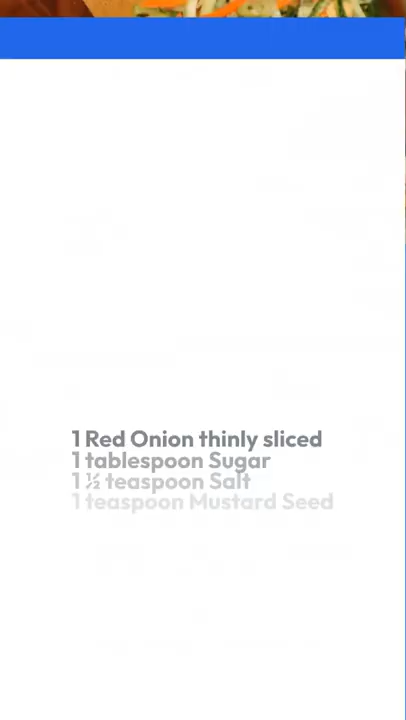 1 Red Onion thinly sliced
1 tablespoon Sugar
1 ½ teaspoon Salt
1 teaspoon Mustard Seed